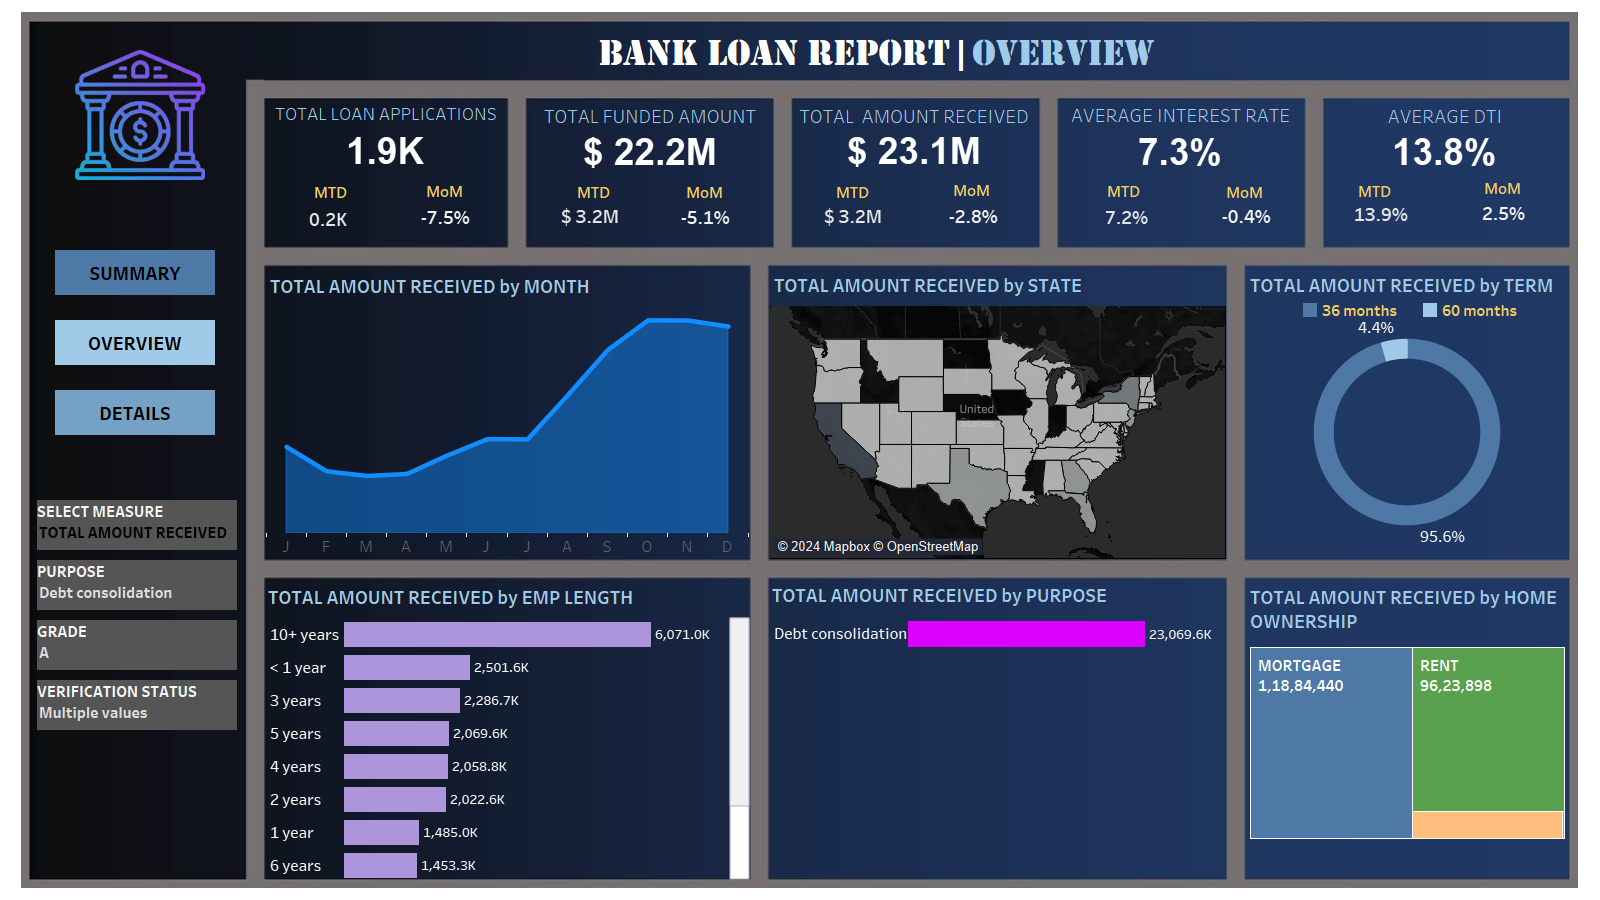 BANK LOAN REPORT | OVERVIEW
SUMMARY
OVERVIEW
DETAILS
SELECT MEASURE
TOTAL AMOUNT RECEIVED
PURPOSE
Debt consolidation
GRADE
A
VERIFICATION STATUS
Multiple values
TOTAL LOAN APPLICATIONS
1.9K
MTD MoM
0.2K -7.5%
TOTAL FUNDED AMOUNT
$ 22.2M
MTD MoM
$ 3.2M -5.1%
TOTAL AMOUNT RECEIVED
$ 23.1M
MTD MoM
$ 3.2M -2.8%
AVERAGE INTEREST RATE
7.3%
MTD MoM
7.2% -0.4%
AVERAGE DTI
13.8%
MTD MoM
13.9% 2.5%
TOTAL AMOUNT RECEIVED by MONTH
J F M A M J J A S O N D
TOTAL AMOUNT RECEIVED by STATE
United
States
© 2024 Mapbox © OpenStreetMap
TOTAL AMOUNT RECEIVED by TERM
36 months 60 months
4.4%
95.6%
TOTAL AMOUNT RECEIVED by EMP LENGTH
10+ years 6,071.0K
< 1 year 2,501.6K
3 years 2,286.7K
5 years 2,069.6K
4 years 2,058.8K
2 years 2,022.6K
1 year 1,485.0K
6 years 1,453.3K
TOTAL AMOUNT RECEIVED by PURPOSE
Debt consolidation 23,069.6K
TOTAL AMOUNT RECEIVED by HOME
OWNERSHIP
MORTGAGE
1,18,84,440
RENT
96,23,898